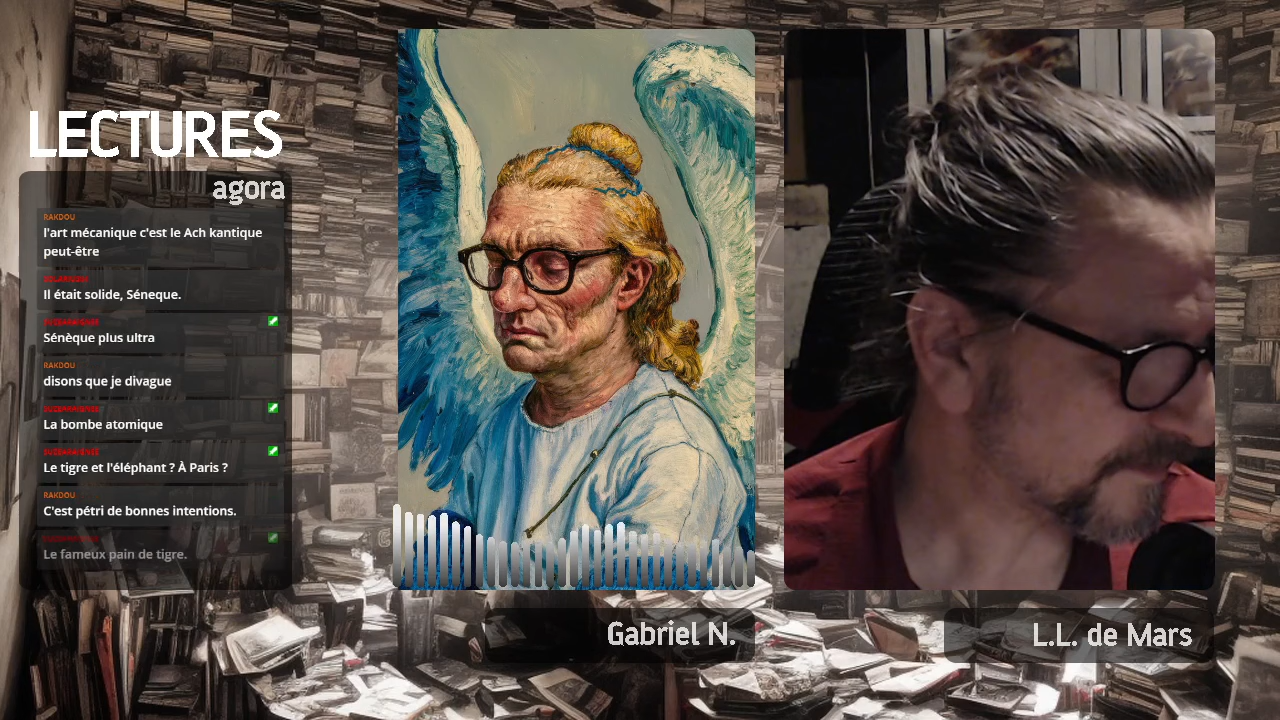 LECTURES
agora
RAKDOU
l'art mécanique c'est le Ach kantique
peut-être
Il était solide, Séneque.
Sénèque plus ultra
RAKDOU
disons que je divague
La bombe atomique
Le tigre et l'éléphant ? À Paris ?
RAKDOU
C'est pétri de bonnes intentions.
Le fameux pain de tigre.
Gabriel N.
L.L. de Mars